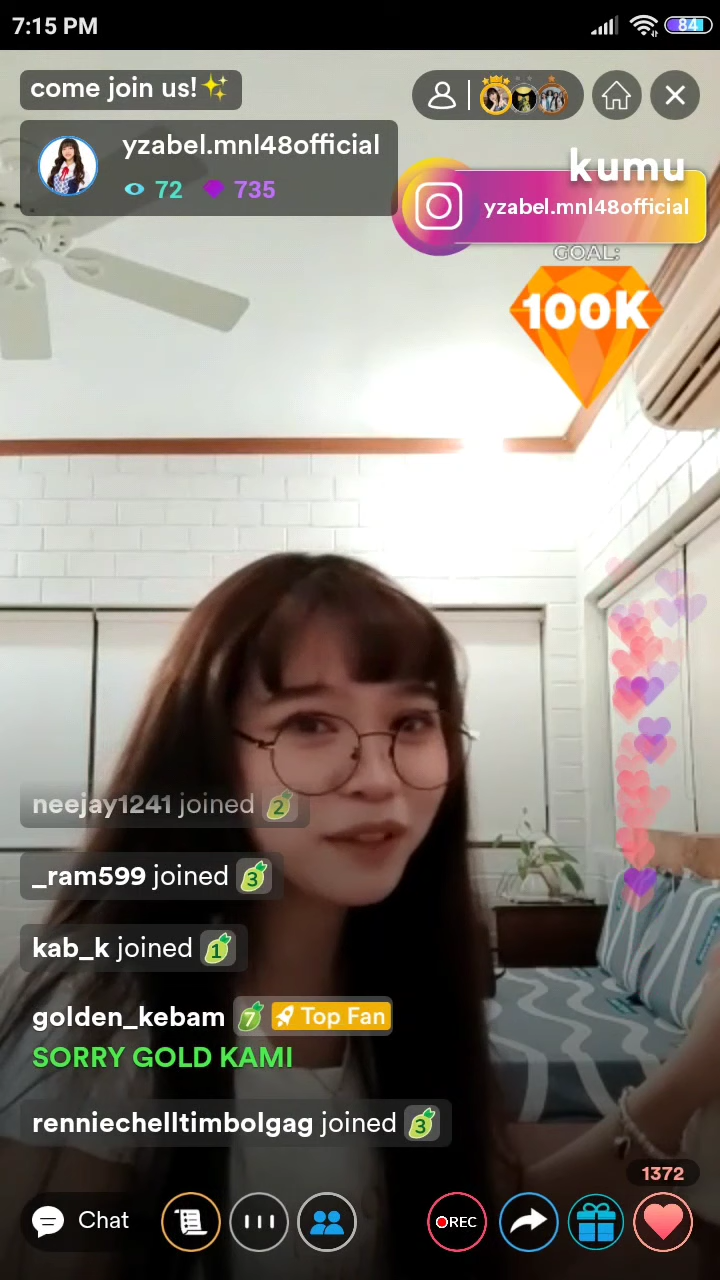 7:15 PM
84
come join us!✨
yzabel.mnl48official
72 735
kumu
yzabel.mnl48official
GOAL:
100K
neejay1241 joined 2
_ram599 joined 3
kab_k joined 1
golden_kebam 7 Top Fan
SORRY GOLD KAMI
renniechelltimbolgag joined 3
1372
Chat
REC